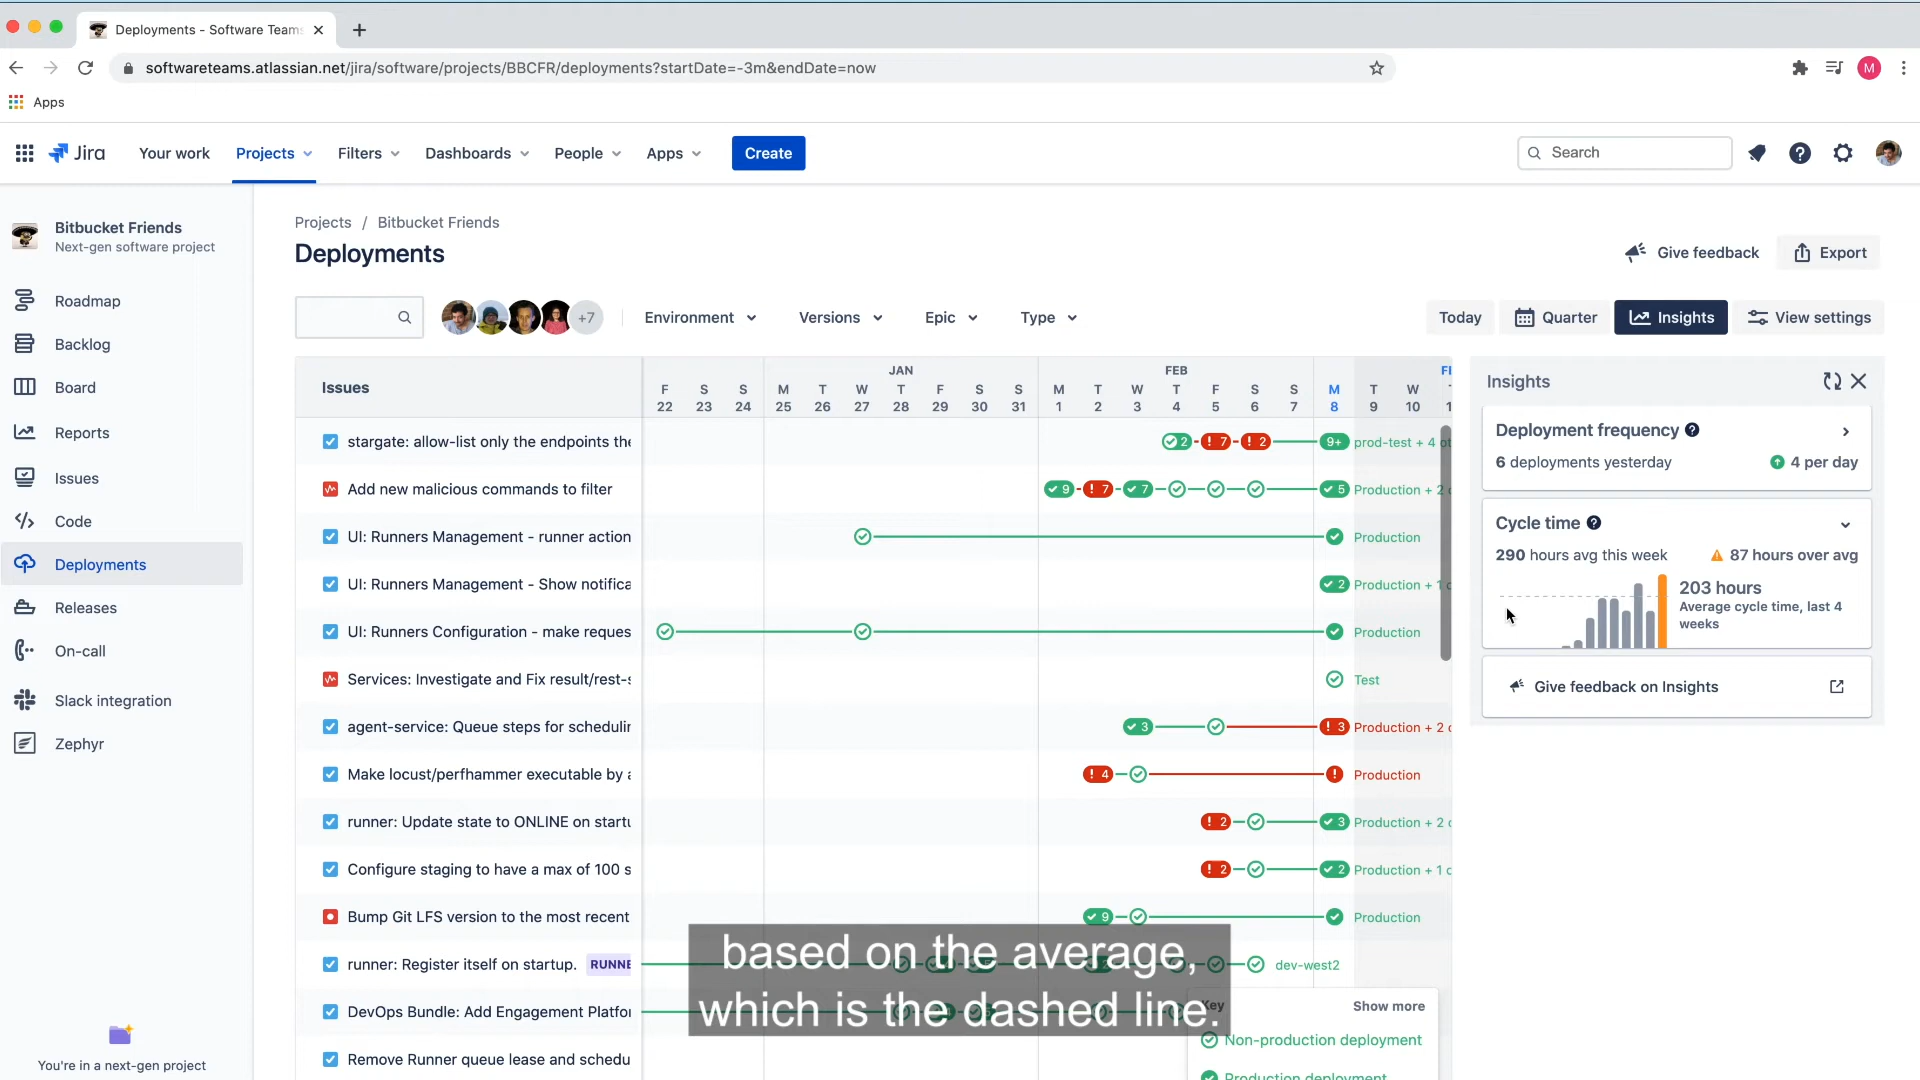 Deployments - Software Teams
softwareteams.atlassian.net/jira/software/projects/BBCFR/deployments?startDate=-3m&endDate=now
M
Apps
Jira
Your work
Projects
Filters
Dashboards
People
Apps
Create
Search
Bitbucket Friends
Next-gen software project
Roadmap
Backlog
Board
Reports
Issues
Code
Deployments
Releases
On-call
Slack integration
Zephyr
You're in a next-gen project
Projects / Bitbucket Friends
Deployments
Give feedback
Export
+7
Environment
Versions
Epic
Type
Today
Quarter
Insights
View settings
Issues
JAN
FEB
F S S M T W T F S S M T W T F S S M T W
22 23 24 25 26 27 28 29 30 31 1 2 3 4 5 6 7 8 9 10
stargate: allow-list only the endpoints the
2 ! 7 ! 2 9+ prod-test + 4
Add new malicious commands to filter
9 ! 7 7 5 Production + 2
UI: Runners Management - runner action
Production
UI: Runners Management - Show notifica
2 Production + 1
UI: Runners Configuration - make reques
Production
Services: Investigate and Fix result/rest-s
Test
agent-service: Queue steps for schedulin
3 ! 3 Production + 2
Make locust/perfhammer executable by a
! 4 ! Production
runner: Update state to ONLINE on startu
! 2 3 Production + 2
Configure staging to have a max of 100 s
! 2 2 Production + 1
Bump Git LFS version to the most recent
9 Production
runner: Register itself on startup. RUNNE
dev-west2
DevOps Bundle: Add Engagement Platfor
Remove Runner queue lease and schedu
Key
Show more
Non-production deployment
Production deployment
Insights
Deployment frequency ?
6 deployments yesterday
4 per day
Cycle time ?
290 hours avg this week
87 hours over avg
203 hours
Average cycle time, last 4
weeks
Give feedback on Insights
based on the average,
which is the dashed line.